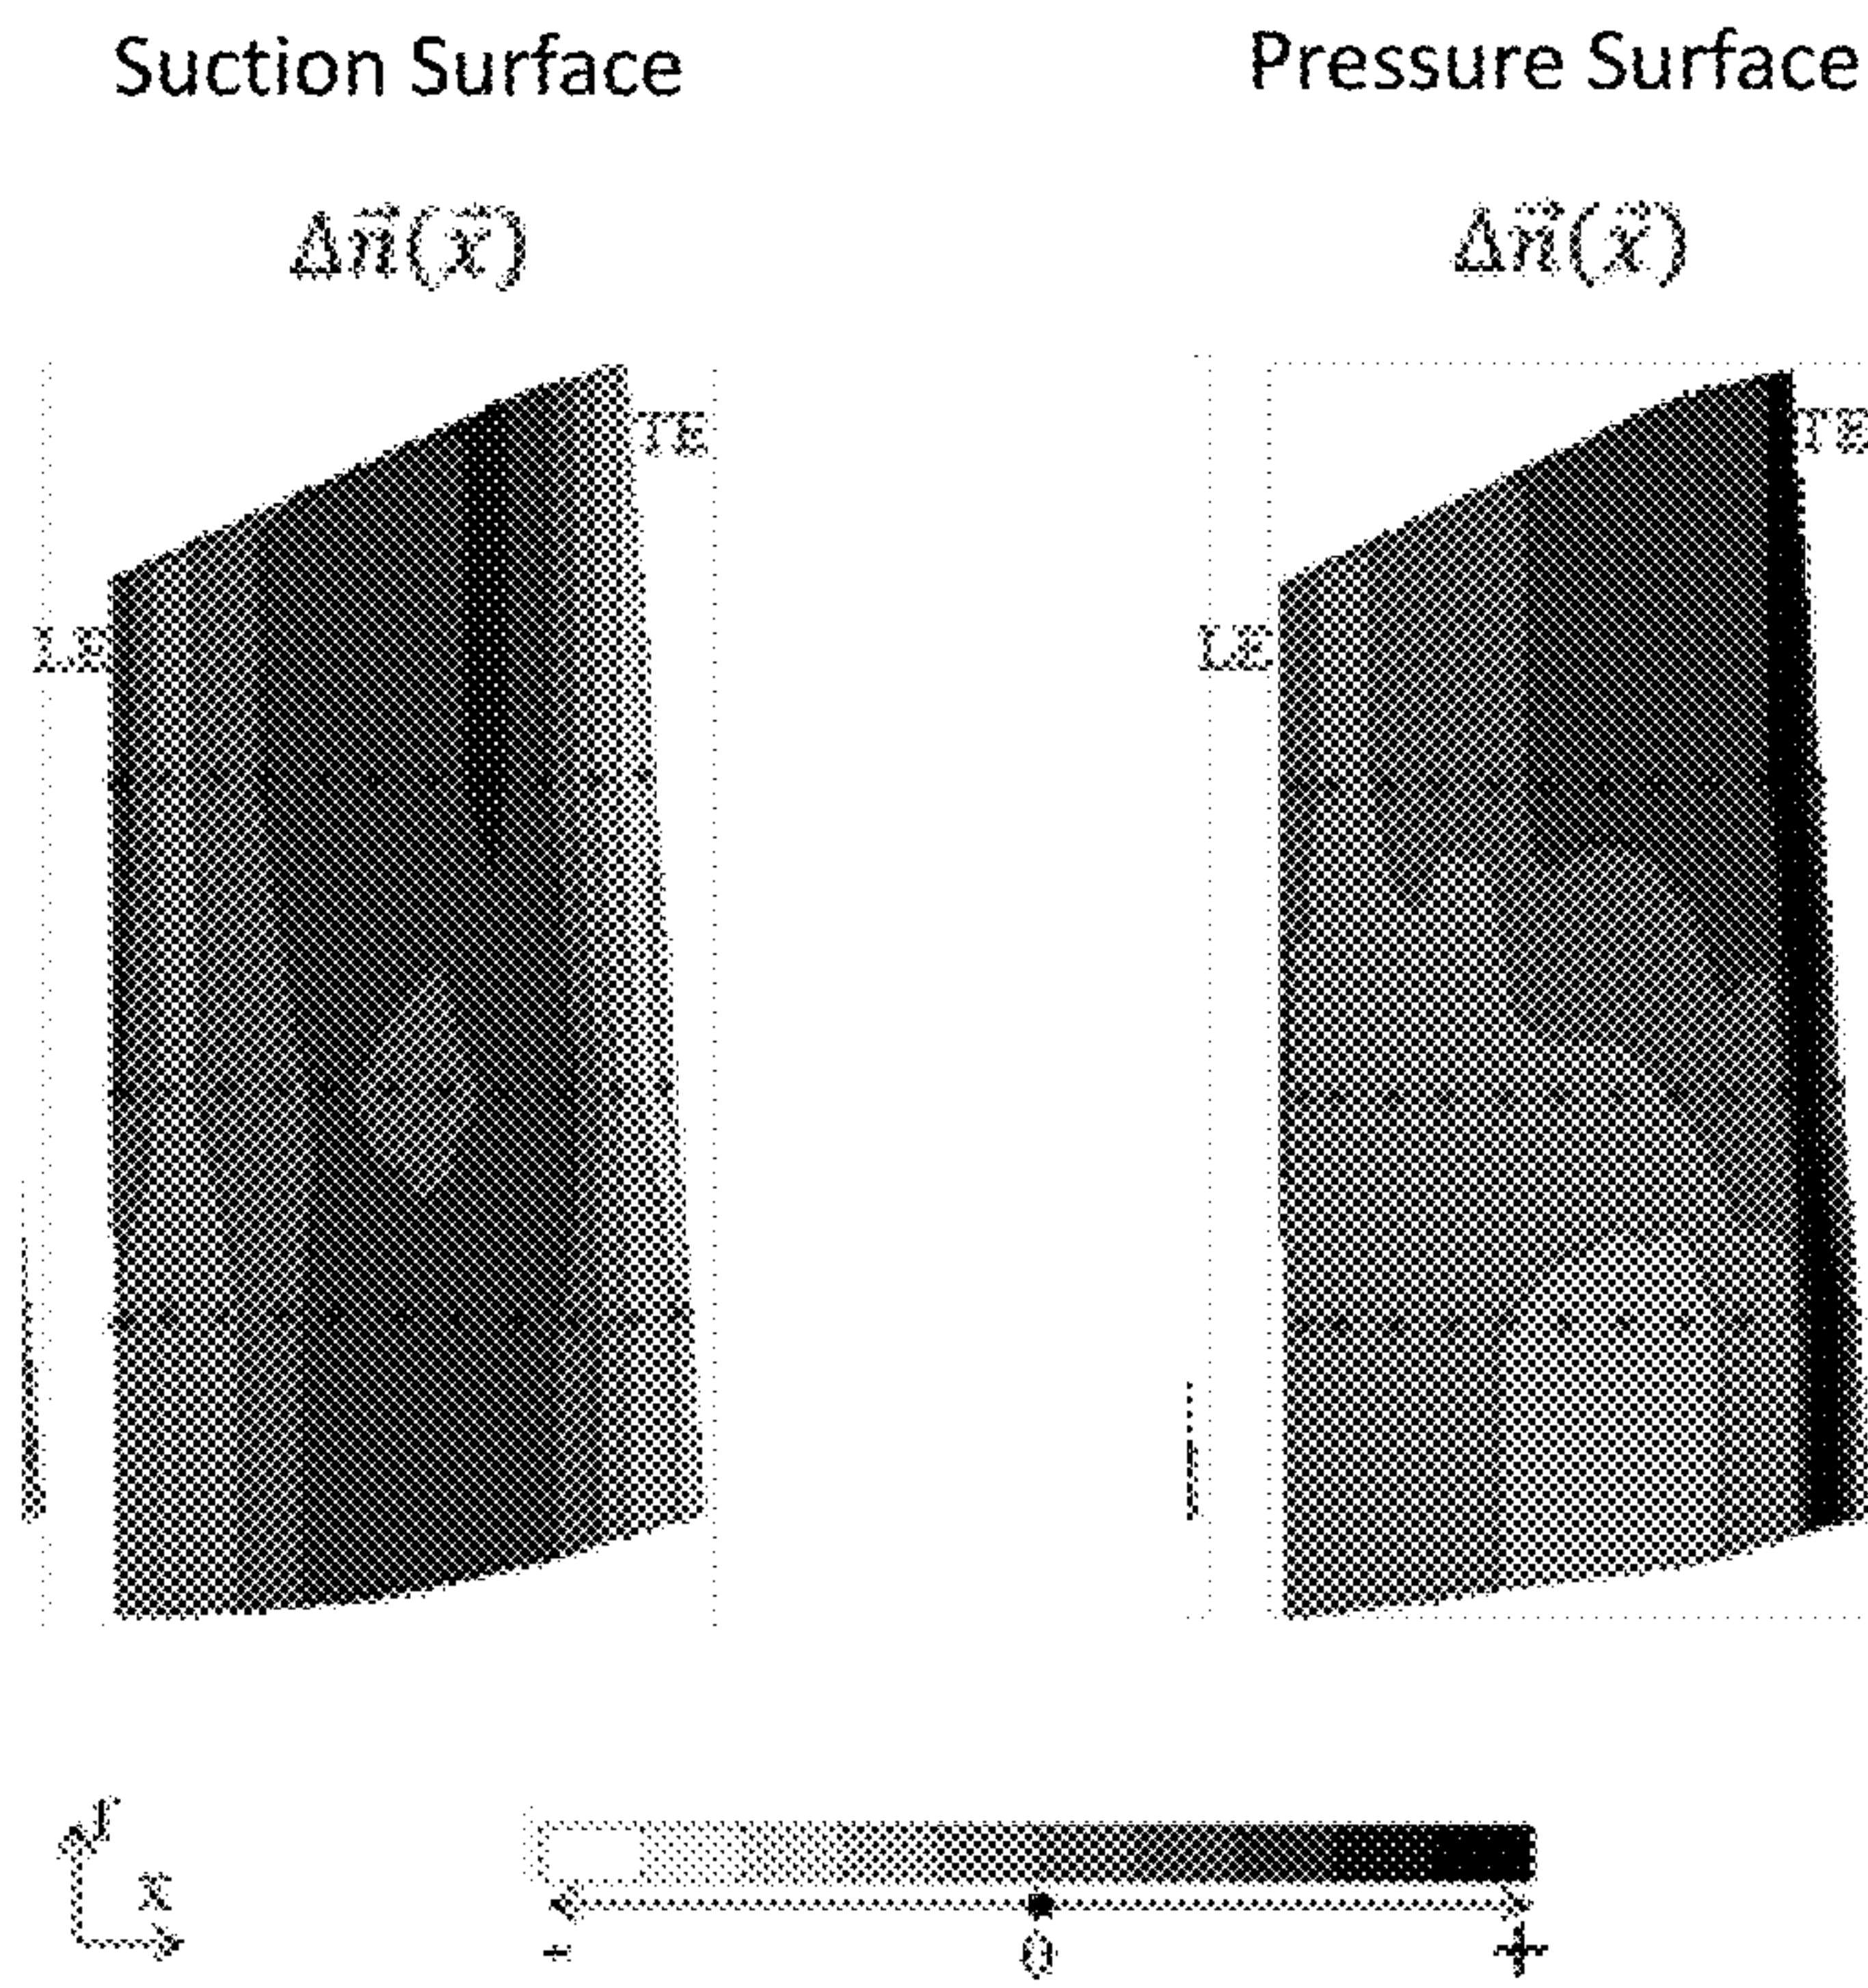 Suction Surface
Pressure Surface
Δn⃗(x⃗)
Δn⃗(x⃗)
TE
TE
LE
LE
r
x
- 0 +